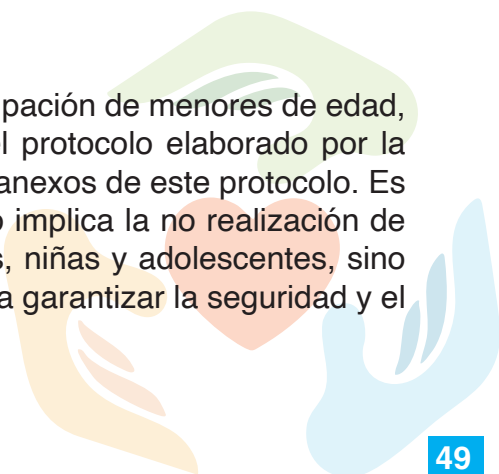 pación de menores de edad,
l protocolo elaborado por la
anexos de este protocolo. Es
o implica la no realización de
s, niñas y adolescentes, sino
a garantizar la seguridad y el
49